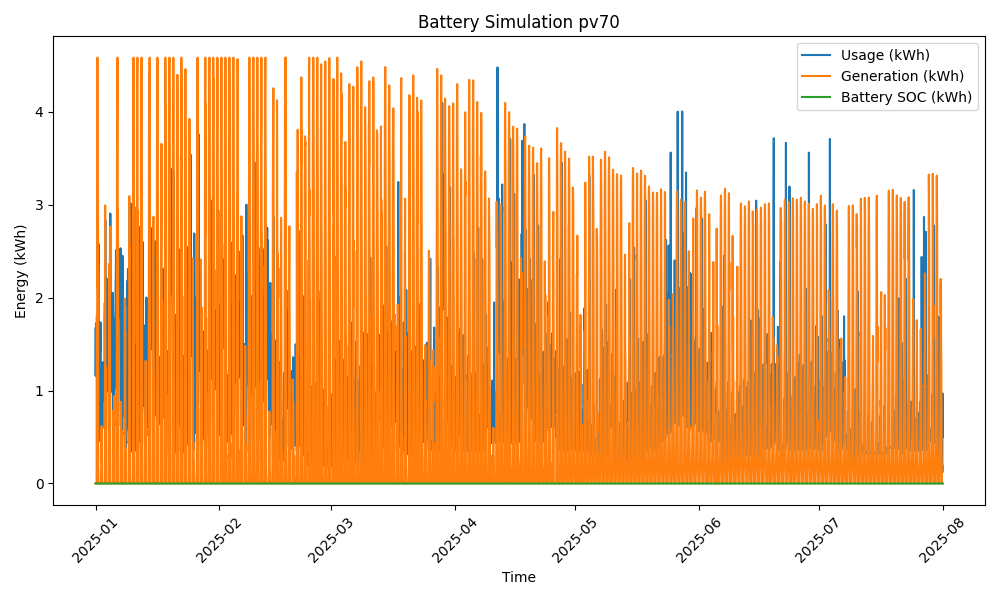 Battery Simulation pv70
Usage (kWh)
Generation (kWh)
Battery SOC (kWh)
Energy (kWh)
4
3
2
1
0
2025-01
2025-02
2025-03
2025-04
2025-05
2025-06
2025-07
2025-08
Time